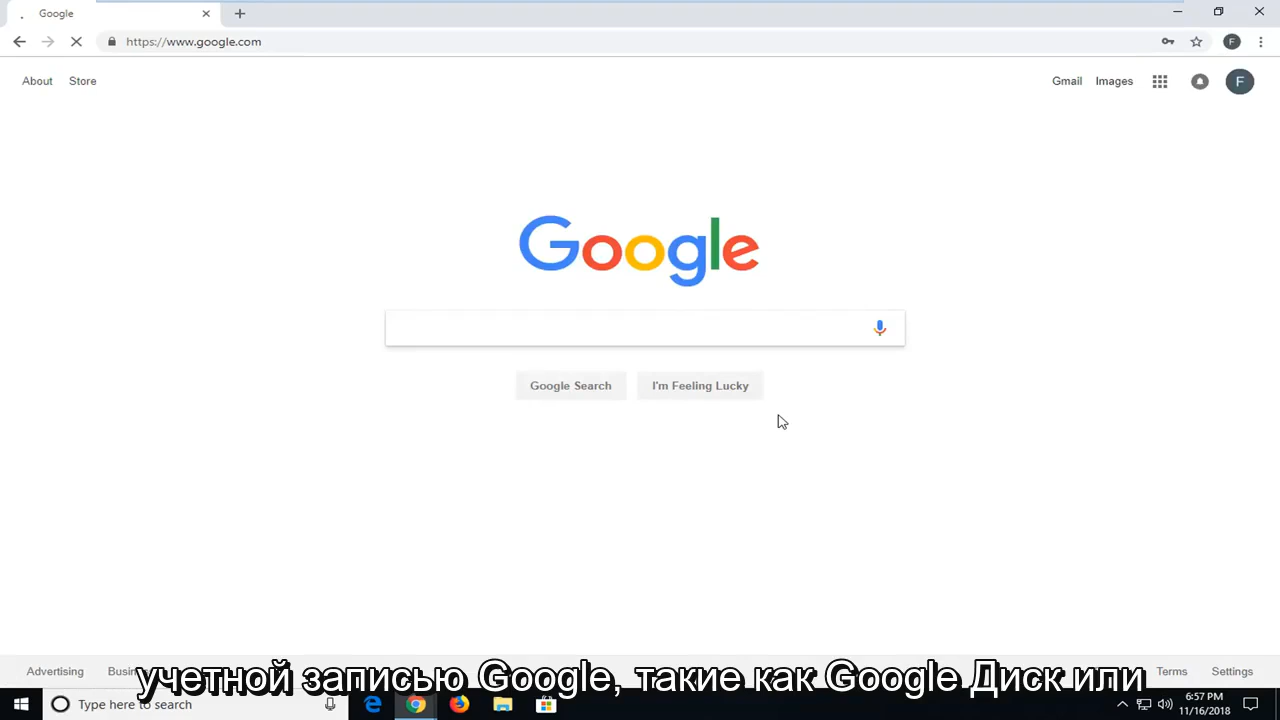 Google
https://www.google.com
F
About Store
Gmail Images
F
Google
Google Search I'm Feeling Lucky
Advertising
Terms Settings
учетной записью Google, такие как Google Диск или
Type here to search
6:57 PM
11/16/2018